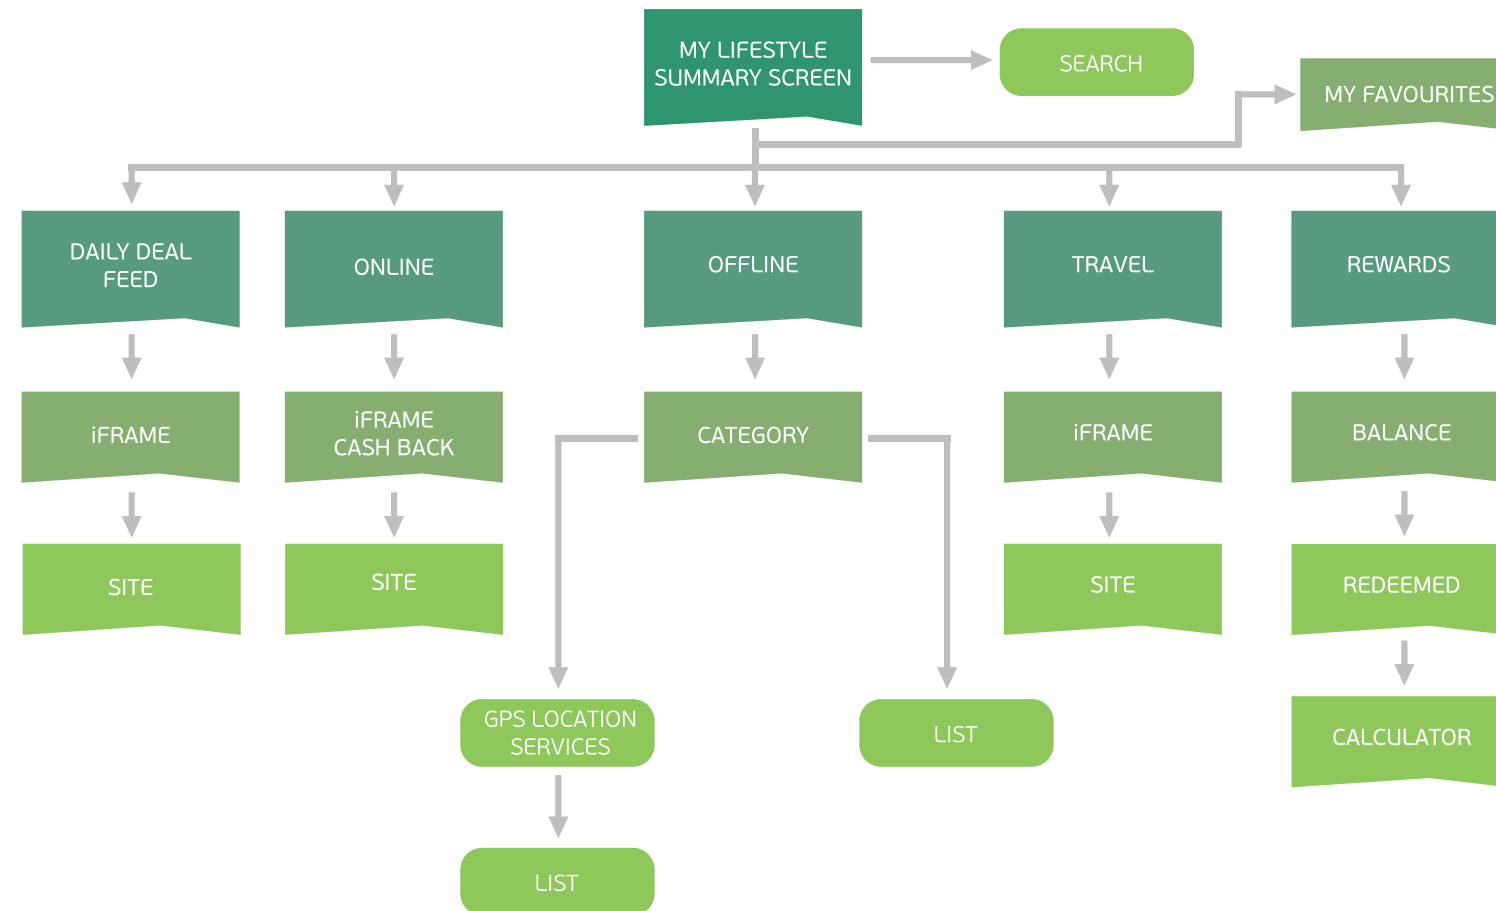 MY LIFESTYLE
SUMMARY SCREEN
SEARCH
MY FAVOURITES
DAILY DEAL
FEED
ONLINE
OFFLINE
TRAVEL
REWARDS
iFRAME
iFRAME
CASH BACK
CATEGORY
iFRAME
BALANCE
SITE
SITE
SITE
REDEEMED
GPS LOCATION
SERVICES
LIST
CALCULATOR
LIST